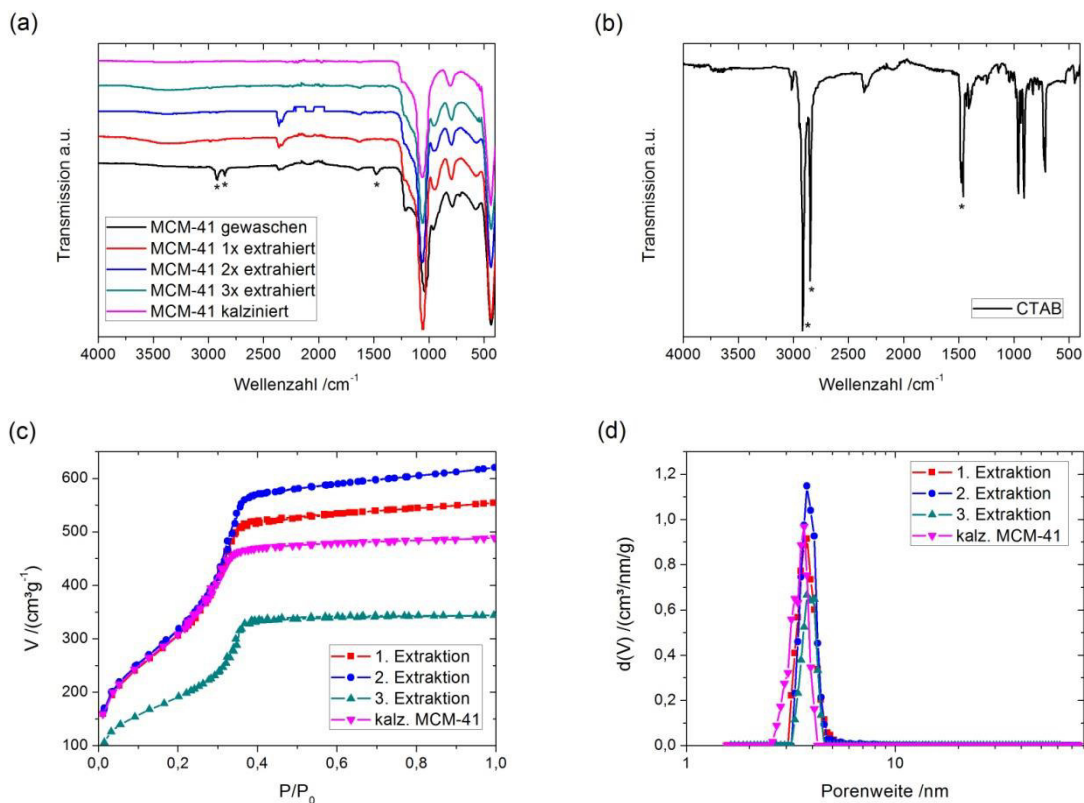 (a)
Transmission a.u.
* * *
MCM-41 gewaschen
MCM-41 1x extrahiert
MCM-41 2x extrahiert
MCM-41 3x extrahiert
MCM-41 kalziniert
4000 3500 3000 2500 2000 1500 1000 500
Wellenzahl /cm⁻¹
(b)
Transmission a.u.
*
*
*
CTAB
4000 3500 3000 2500 2000 1500 1000 500
Wellenzahl /cm⁻¹
(c)
V /(cm³g⁻¹)
600
500
400
300
200
100
1. Extraktion
2. Extraktion
3. Extraktion
kalz. MCM-41
0,0 0,2 0,4 0,6 0,8 1,0
P/P₀
(d)
d(V) /(cm³/nm/g)
1,2
1,0
0,8
0,6
0,4
0,2
0,0
1. Extraktion
2. Extraktion
3. Extraktion
kalz. MCM-41
1 10
Porenweite /nm